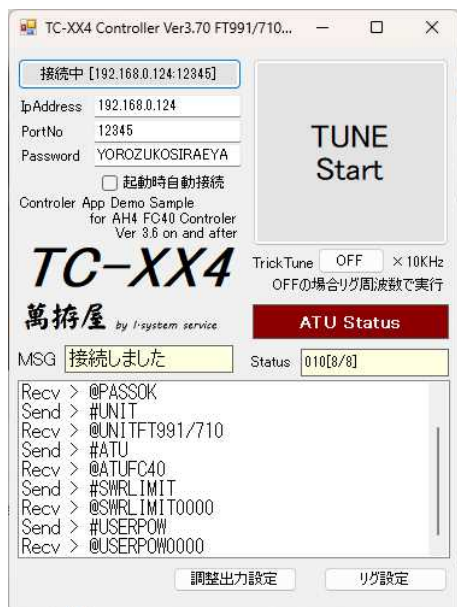 TC-XX4 Controller Ver3.70 FT991/710...
接続中 [192.168.0.124:12345]
IpAddress 192.168.0.124
PortNo 12345
Password YOROZUKOSIRAEYA
起動時自動接続
Controler App Demo Sample
for AH4 FC40 Controler
Ver 3.6 on and after
TC-XX4
萬拵屋 by I-system service
TUNE
Start
TrickTune OFF ×10KHz
OFFの場合リグ周波数で実行
ATU Status
MSG 接続しました
Status 010[8/8]
Recv > @PASSOK
Send > #UNIT
Recv > @UNITFT991/710
Send > #ATU
Recv > @ATUFC40
Send > #SWRLIMIT
Recv > @SWRLIMIT0000
Send > #USERPOW
Recv > @USERPOW0000
調整出力設定
リグ設定